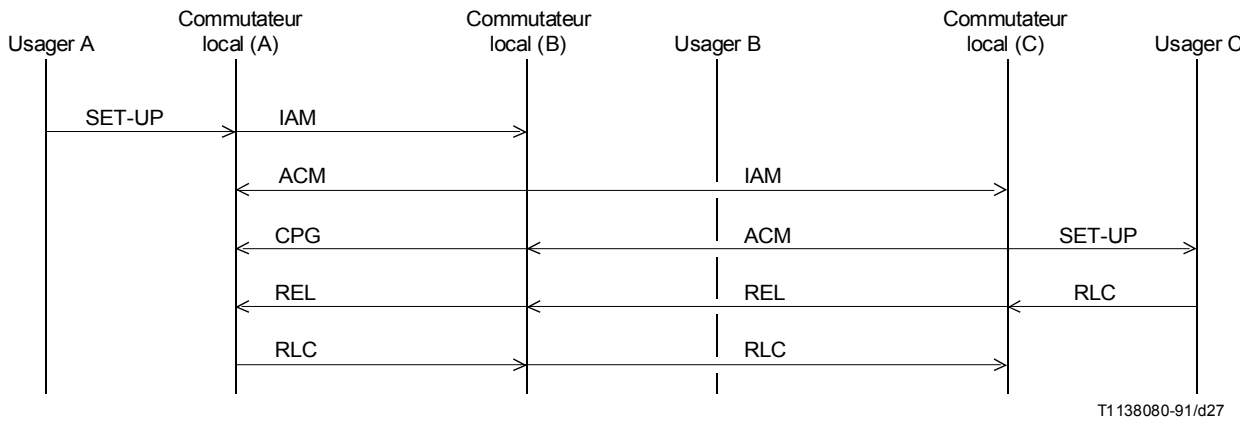 Usager A
Commutateur
local (A)
Commutateur
local (B)
Usager B
Commutateur
local (C)
Usager C
SET-UP
IAM
ACM
IAM
CPG
ACM
SET-UP
REL
REL
RLC
RLC
RLC
T1138080-91/d27